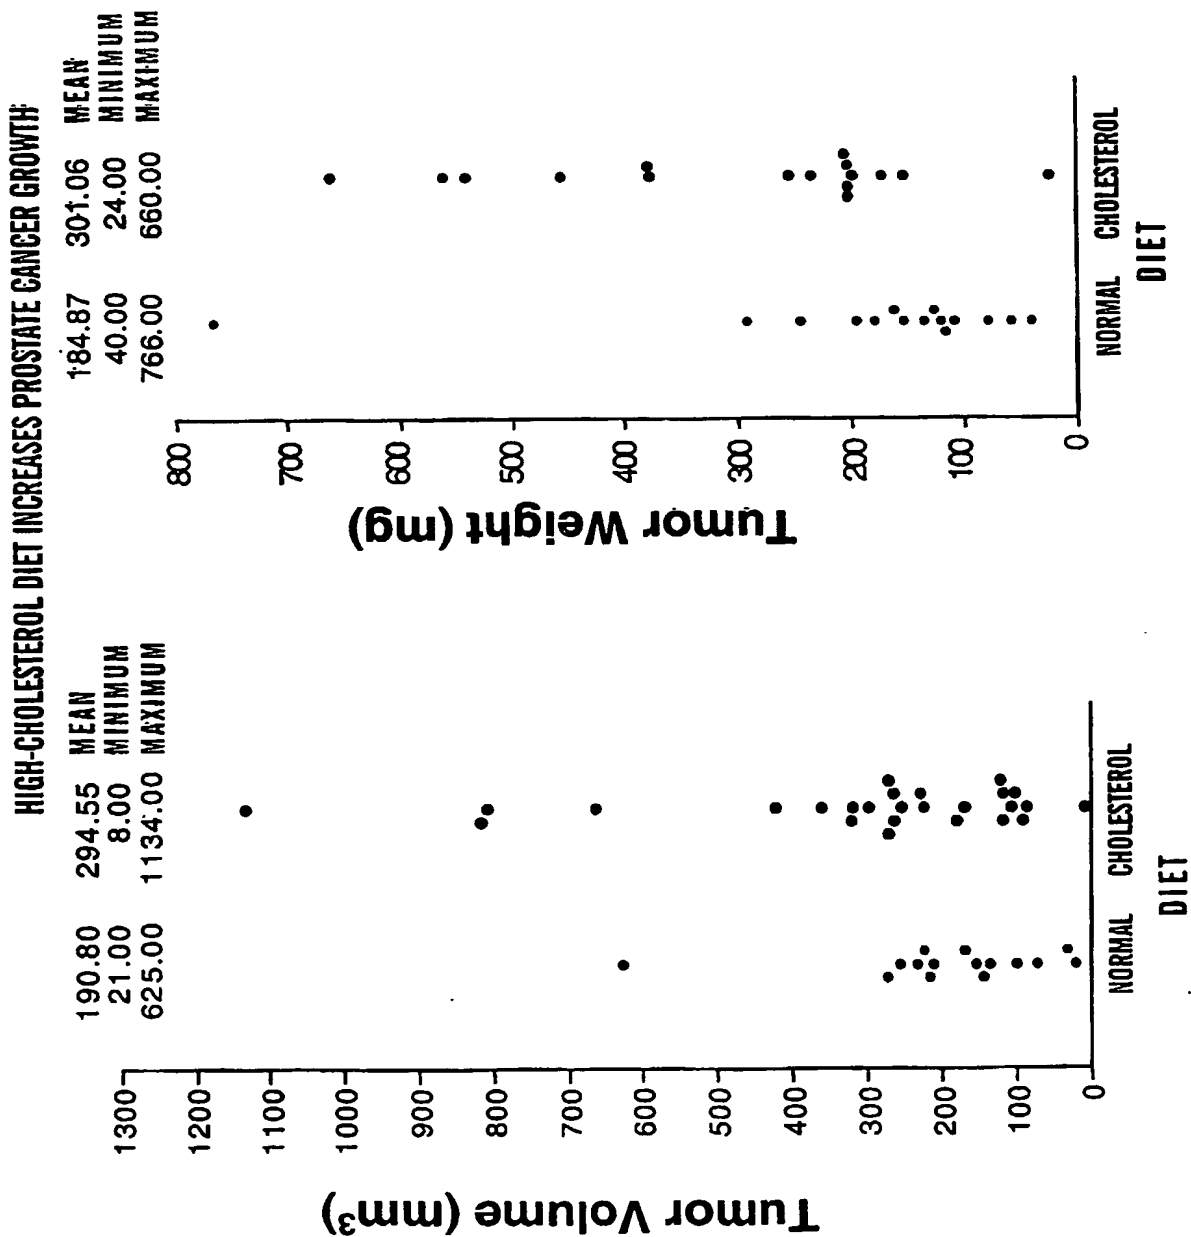 HIGH-CHOLESTEROL DIET INCREASES PROSTATE CANCER GROWTH
190.80 294.55 MEAN
21.00 8.00 MINIMUM
625.00 1134.00 MAXIMUM
1300
1200
1100
1000
900
800
700
600
500
400
300
200
100
0
Tumor Volume (mm³)
NORMAL CHOLESTEROL
DIET
184.87 301.06 MEAN
40.00 24.00 MINIMUM
766.00 660.00 MAXIMUM
800
700
600
500
400
300
200
100
0
Tumor Weight (mg)
NORMAL CHOLESTEROL
DIET